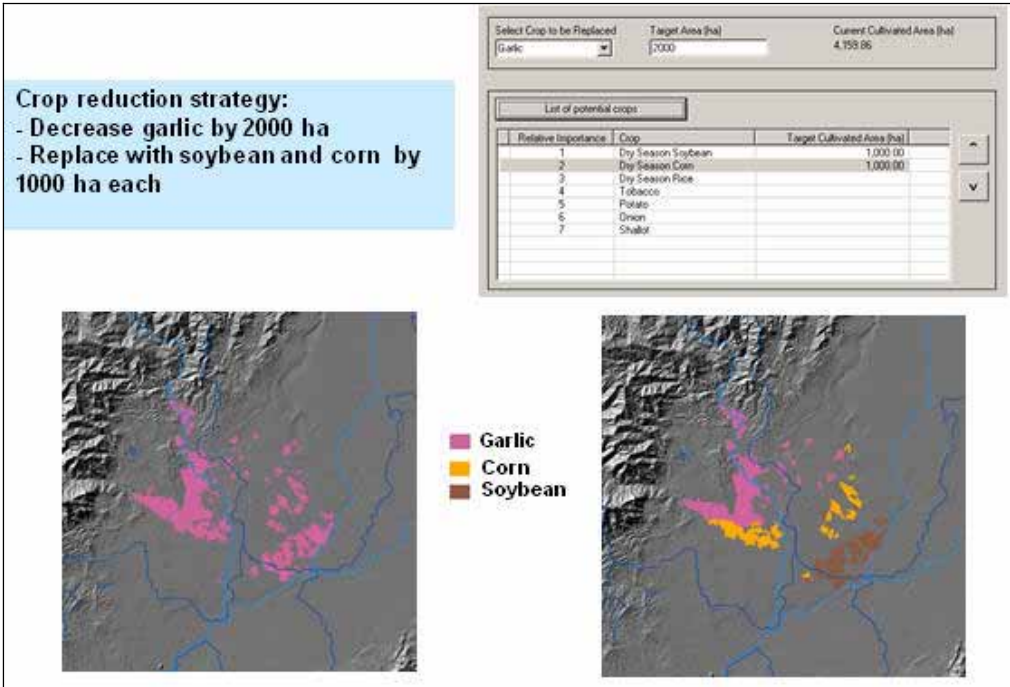 Select Crop to be Replaced Target Area (ha) Current Cultivated Area (ha)
Garlic 2000 4,159.86
Crop reduction strategy:
- Decrease garlic by 2000 ha
- Replace with soybean and corn by
1000 ha each
List of potential crops
Relative Importance Crop Target Cultivated Area (ha)
1 Dry Season Soybean 1,000.00
2 Dry Season Corn 1,000.00
3 Dry Season Rice
4 Tobacco
5 Potato
6 Onion
7 Shallot
Garlic
Corn
Soybean